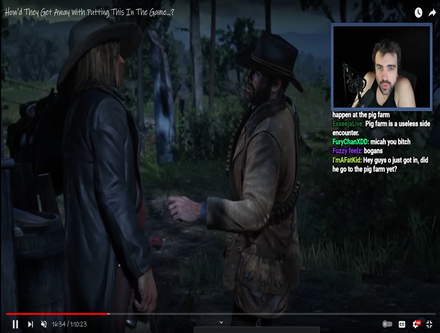 How'd They Get Away With Putting This In The Game...?
happen at the pig farm
EsseejaLive: Pig farm is a useless side
encounter.
FuryChanXDD: micah you bitch
Fuzzy feelz: bogans
I'mAFatKid: Hey guys o just got in, did
he go to the pig farm yet?
16:34 / 1:10:23